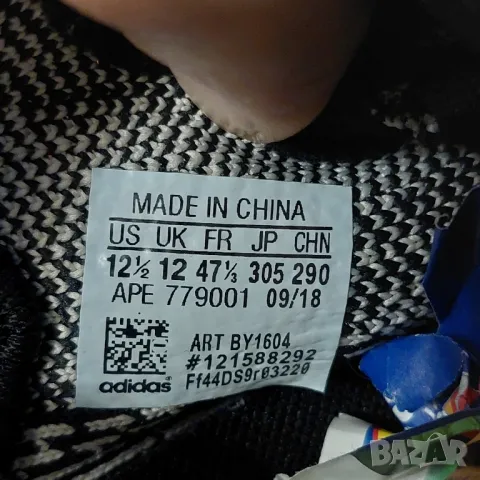 MADE IN CHINA
US UK FR JP CHN
12½ 12 47⅓ 305 290
APE 779001 09/18
ART BY1604
#121588292
Ff44DS9r03220
adidas
BAZAR